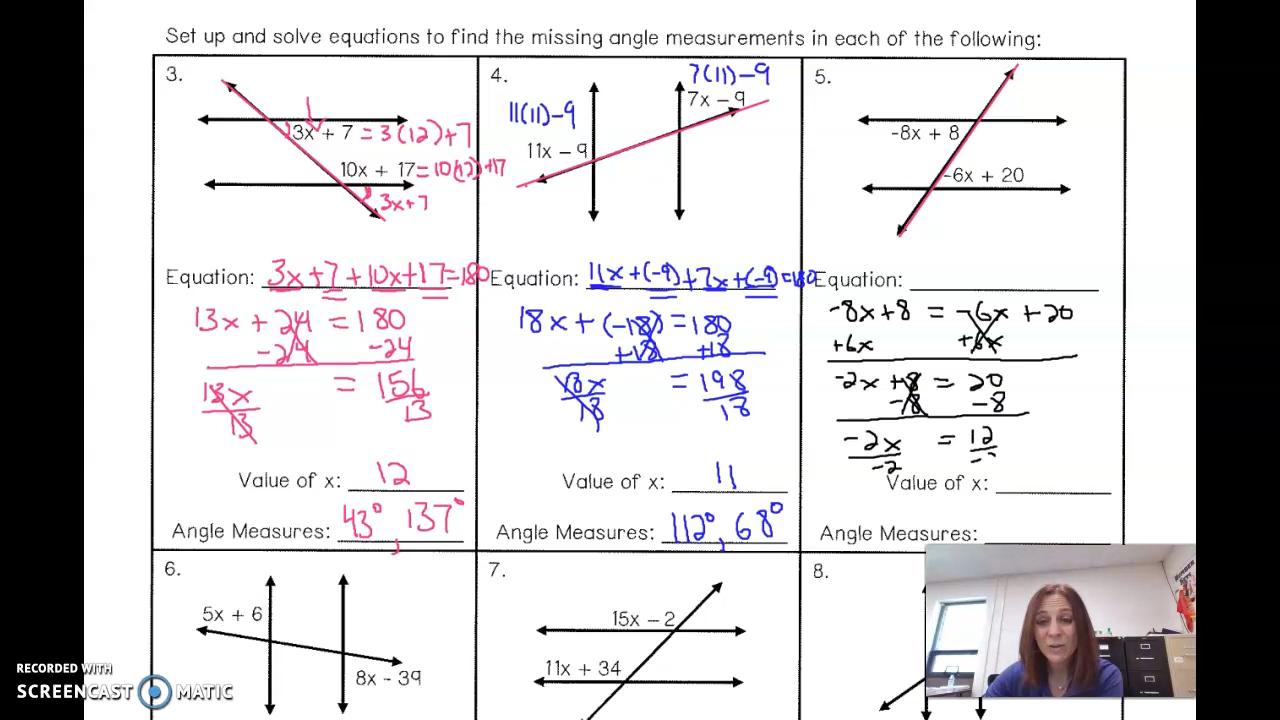 Set up and solve equations to find the missing angle measurements in each of the following:
3.
3x + 7 = 3(12)+7
10x + 17 = 10(12)+17
3x+7
Equation: 3x+7+10x+17=180
13x + 24 = 180
-24 -24
13x = 156
13 13
Value of x: 12
Angle Measures: 43°, 137°
4.
7(11)-9
7x - 9
11(11)-9
11x - 9
Equation: 11x+(-9)+7x+(-9)=180
18x + (-18) = 180
+18 +18
18x = 198
18 18
Value of x: 11
Angle Measures: 112°, 68°
5.
-8x + 8
-6x + 20
Equation:
-8x+8 = -6x +20
+6x +6x
-2x +8 = 20
-8 -8
-2x = 12
-2
Value of x:
Angle Measures:
6.
5x + 6
8x - 39
7.
15x - 2
11x + 34
8.
RECORDED WITH
SCREENCAST MATIC